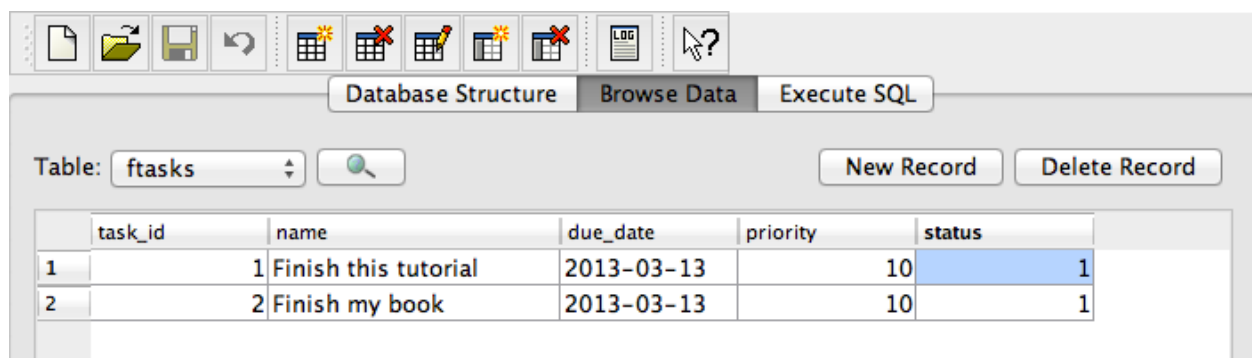 LOG
?
Database Structure Browse Data Execute SQL
Table: ftasks New Record Delete Record
task_id name due_date priority status
1 1 Finish this tutorial 2013-03-13 10 1
2 2 Finish my book 2013-03-13 10 1